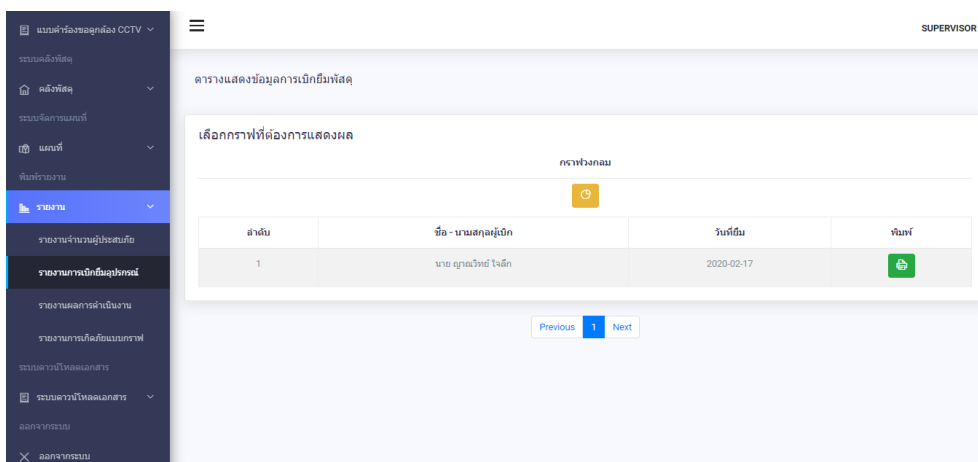 แบบคำร้องขอดูกล้อง CCTV
SUPERVISOR
ระบบคลังพัสดุ
คลังพัสดุ
ระบบจัดการแผนที่
แผนที่
พิมพ์รายงาน
รายงาน
รายงานจำนวนผู้ประสบภัย
รายงานการเบิกยืมอุปรกรณ์
รายงานผลการดำเนินงาน
รายงานการเกิดภัยแบบกราฟ
ระบบดาวน์โหลดเอกสาร
ระบบดาวน์โหลดเอกสาร
ออกจากระบบ
ออกจากระบบ
ตารางแสดงข้อมูลการเบิกยืมพัสดุ
เลือกกราฟที่ต้องการแสดงผล
กราฟวงกลม
ลำดับ ชื่อ - นามสกุลผู้เบิก วันที่ยืม พิมพ์
1 นาย ญาณวิทย์ ใจลึก 2020-02-17
Previous 1 Next